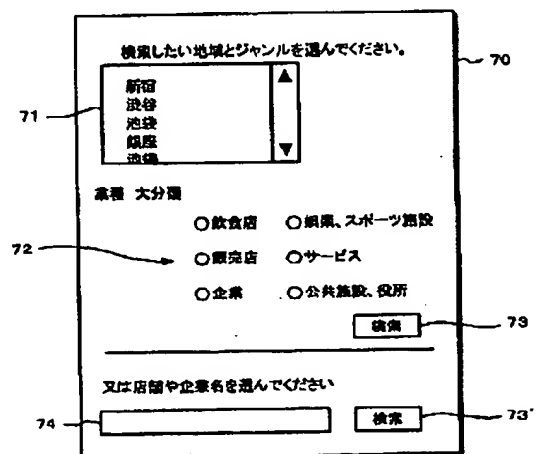 検索したい地域とジャンルを選んでください。
70
71
新宿
渋谷
池袋
銀座
池袋
業種 大分類
72
○飲食店 ○娯楽、スポーツ施設
○販売店 ○サービス
○企業 ○公共施設、役所
検索
73
又は店舗や企業名を選んでください
74
検索
73'